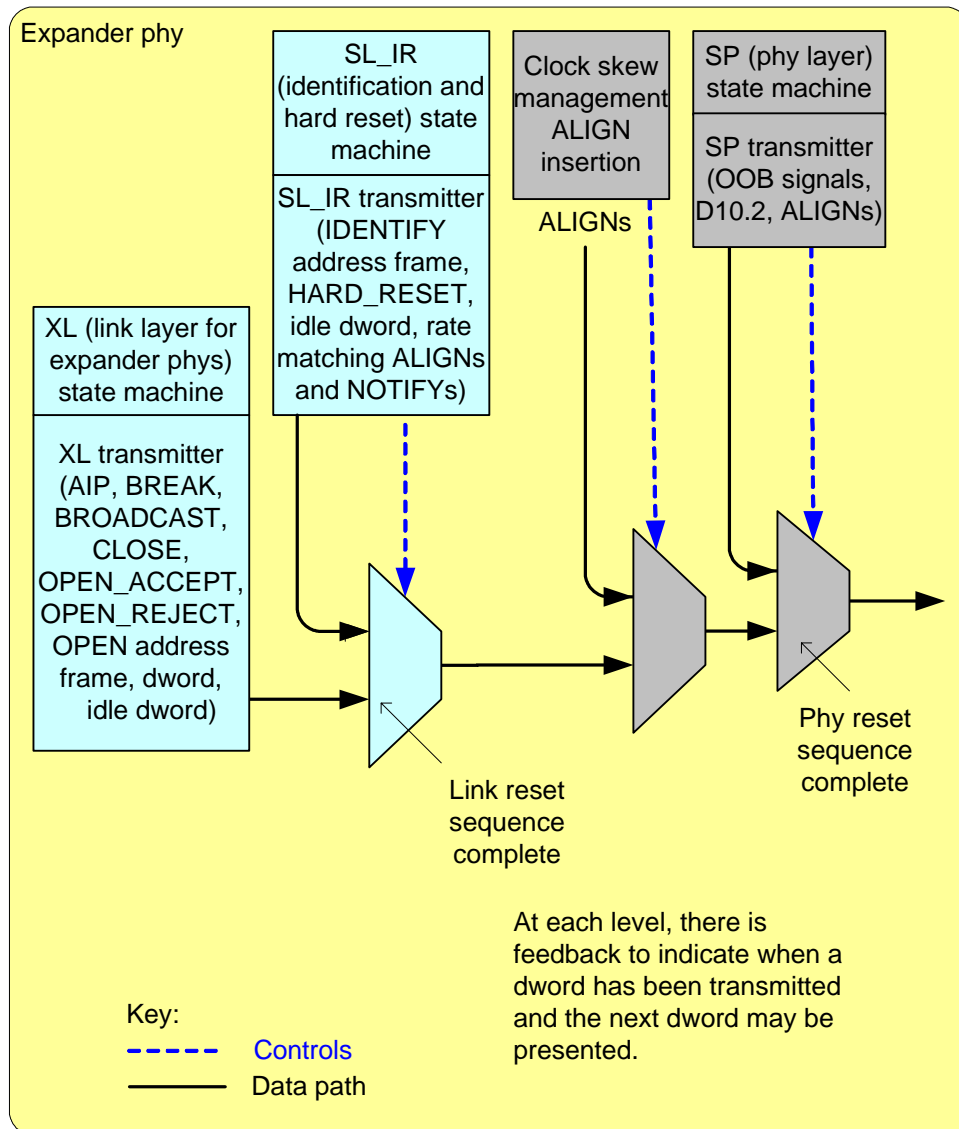 Expander phy
SL_IR
(identification and
hard reset) state
machine
SL_IR transmitter
(IDENTIFY
address frame,
HARD_RESET,
idle dword, rate
matching ALIGNs
and NOTIFYs)
Clock skew
management
ALIGN
insertion
ALIGNs
SP (phy layer)
state machine
SP transmitter
(OOB signals,
D10.2, ALIGNs)
XL (link layer for
expander phys)
state machine
XL transmitter
(AIP, BREAK,
BROADCAST,
CLOSE,
OPEN_ACCEPT,
OPEN_REJECT,
OPEN address
frame, dword,
idle dword)
Link reset
sequence
complete
Phy reset
sequence
complete
At each level, there is
feedback to indicate when a
dword has been transmitted
and the next dword may be
presented.
Key:
Controls
Data path